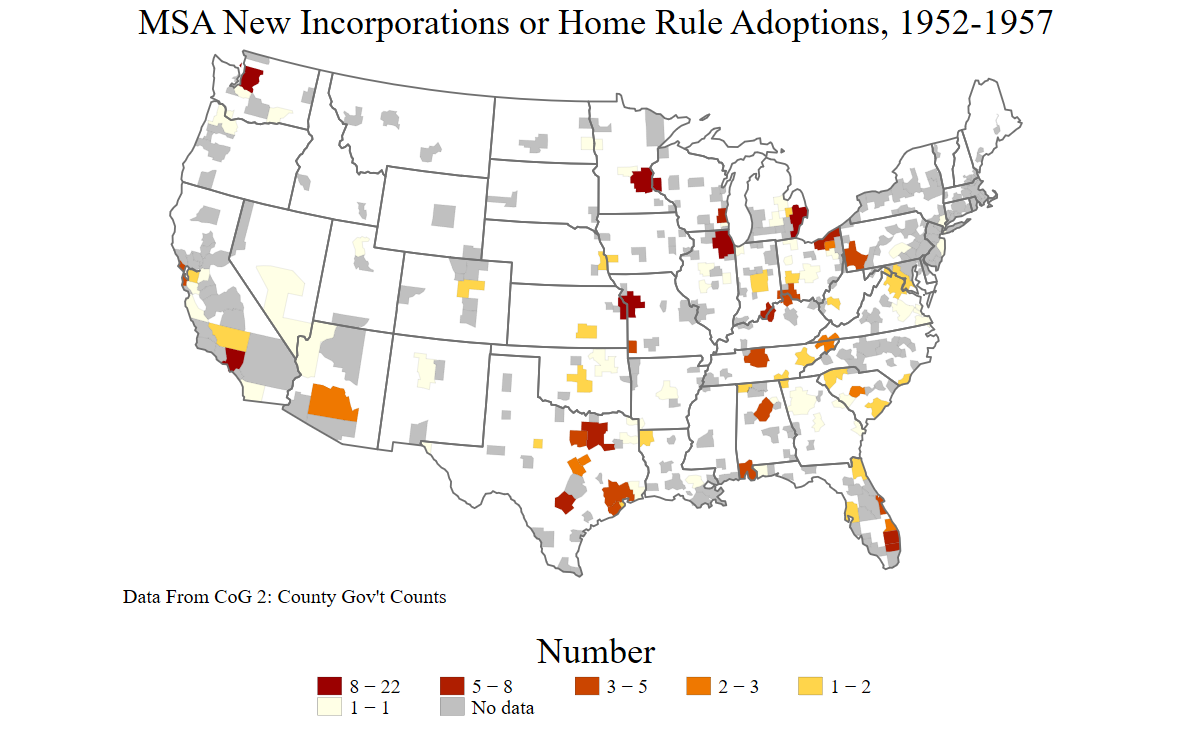 MSA New Incorporations or Home Rule Adoptions, 1952-1957
Data From CoG 2: County Gov't Counts
Number
8 − 22 5 − 8 3 − 5 2 − 3 1 − 2
1 − 1 No data